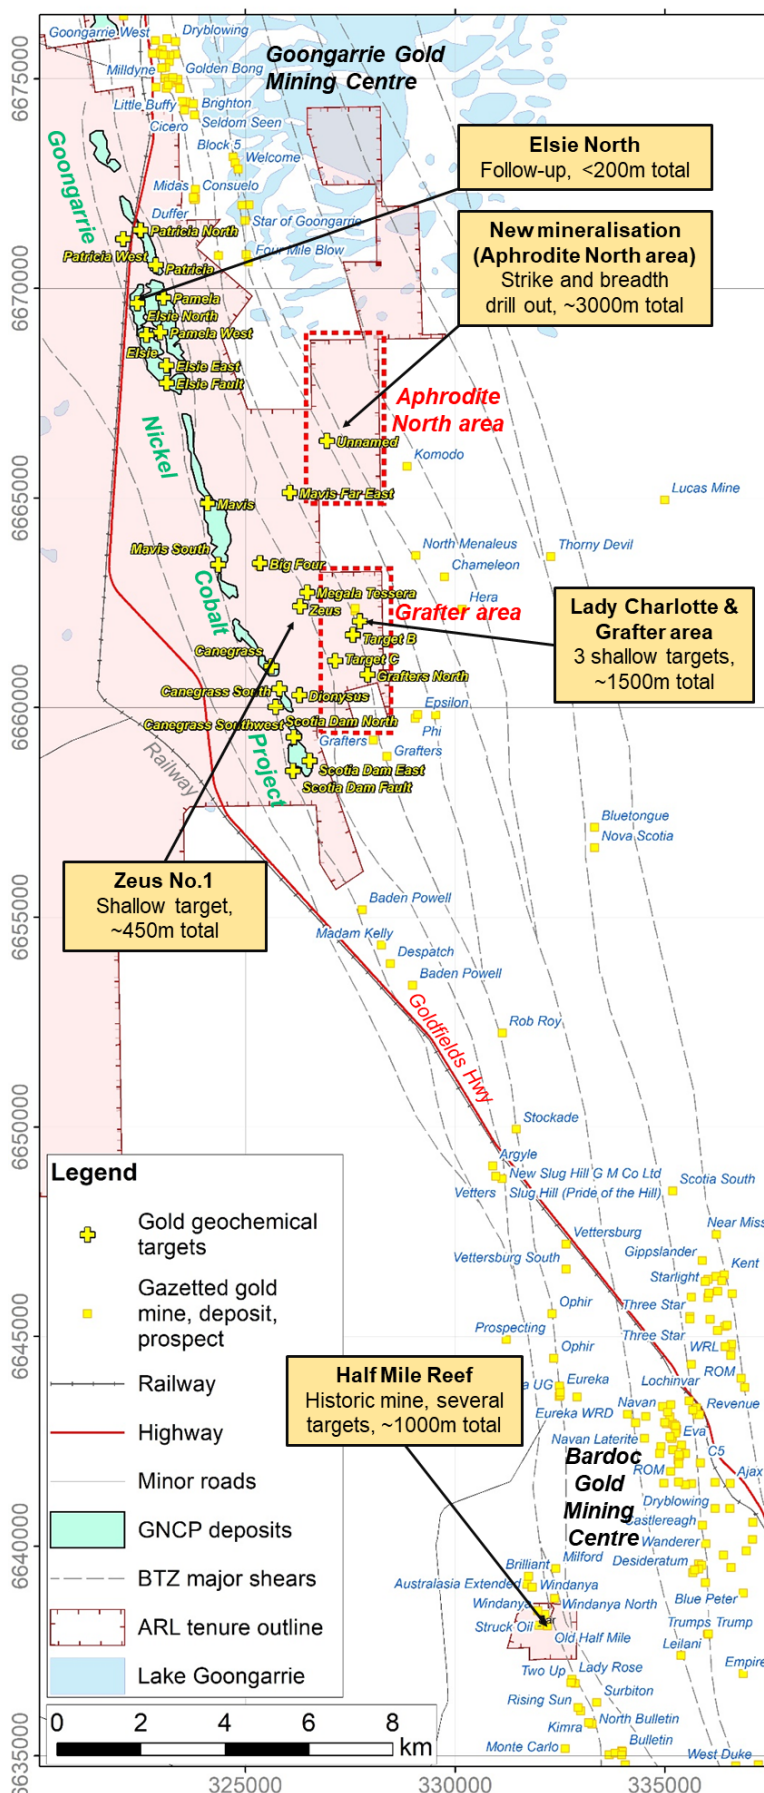 Goongarrie West
Dryblowing
Goongarrie Gold
Mining Centre
6675000
Milldyne
Golden Bong
Little Buffy
Brighton
Seldom Seen
Cicero
Block 5
Welcome
Elsie North
Follow-up, <200m total
Goongarrie
Midas
Consuelo
Duffer
Star of Goongarrie
Patricia North
Patricia West
Four Mile Blow
Patricia
New mineralisation
(Aphrodite North area)
Strike and breadth
drill out, ~3000m total
6670000
Pamela
Elsie North
Pamela West
Elsie
Elsie East
Elsie Fault
Aphrodite
North area
Nickel
Unnamed
Komodo
6665000
Mavis Far East
Lucas Mine
Mavis
Mavis South
Big Four
North Menaleus
Thorny Devil
Chameleon
Cobalt
Megala Tessera
Hera
Zeus
Grafter area
Target B
Lady Charlotte &
Grafter area
3 shallow targets,
~1500m total
Canegrass
Target C
Grafters North
Canegrass South
Dionysus
6660000
Epsilon
Canegrass Southwest
Scotia Dam North
Phi
Railway
Project
Grafters
Grafters
Scotia Dam East
Scotia Dam Fault
Bluetongue
Nova Scotia
Zeus No.1
Shallow target,
~450m total
Baden Powell
6655000
Madam Kelly
Despatch
Baden Powell
Goldfields Hwy
Rob Roy
Stockade
6650000
Argyle
New Slug Hill G M Co Ltd
Scotia South
Vetters
Slug Hill (Pride of the Hill)
Near Miss
Vettersburg
Vettersburg South
Gippslander
Kent
Starlight
Ophir
Three Star
Prospecting
6645000
Three Star
WRL
Ophir
ROM
Lochinvar
Half Mile Reef
Historic mine, several
targets, ~1000m total
a UG
Eureka
Eureka WRD
Navan
Revenue
Navan Laterite
Eva
C5
Bardoc
Gold
Mining
Centre
ROM
Ajax
Dryblowing
Castlereagh
6640000
Wanderer
Milford
Brilliant
Desideratum
Australasia Extended
Windanya
Windanya
Windanya North
Blue Peter
Struck Oil
Old Half Mile
Trumps
Trump
Leilani
Two Up
Lady Rose
Empire
Rising Sun
Surbiton
North Bulletin
Kimra
Monte Carlo
Bulletin
West Duke
6635000
Legend
Gold geochemical
targets
Gazetted gold
mine, deposit,
prospect
Railway
Highway
Minor roads
GNCP deposits
BTZ major shears
ARL tenure outline
Lake Goongarrie
0 2 4 6 8
km
325000
330000
335000